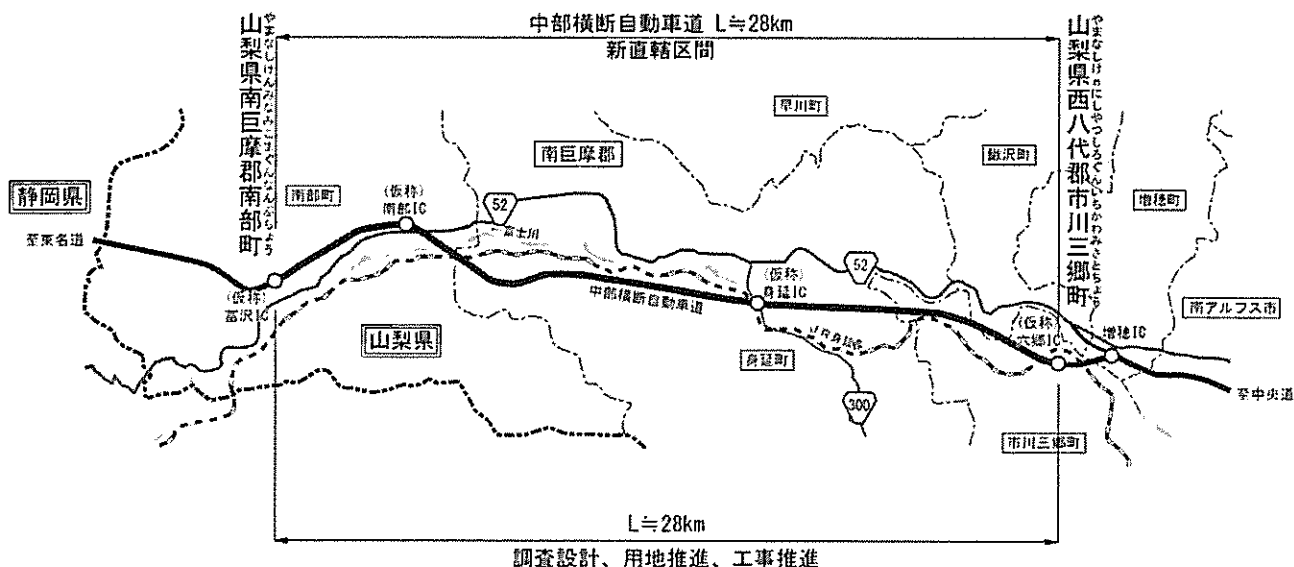 中部横断自動車道 L≒28km
新直轄区間
山梨県南巨摩郡南部町
やまなしけんみなみこまぐんなんぶちょう
山梨県西八代郡市川三郷町
やまなしけんにしやつしろぐんいちかわみさとちょう
早川町
南巨摩郡
鰍沢町
増穂町
静岡県
南部町
(仮称)
南部IC
52
富士川
至東名道
(仮称)
富沢IC
中部横断自動車道
(仮称)
身延IC
52
(仮称)
六郷IC
増穂IC
南アルプス市
山梨県
身延町
JR身延線
300
至中央道
市川三郷町
L≒28km
調査設計、用地推進、工事推進